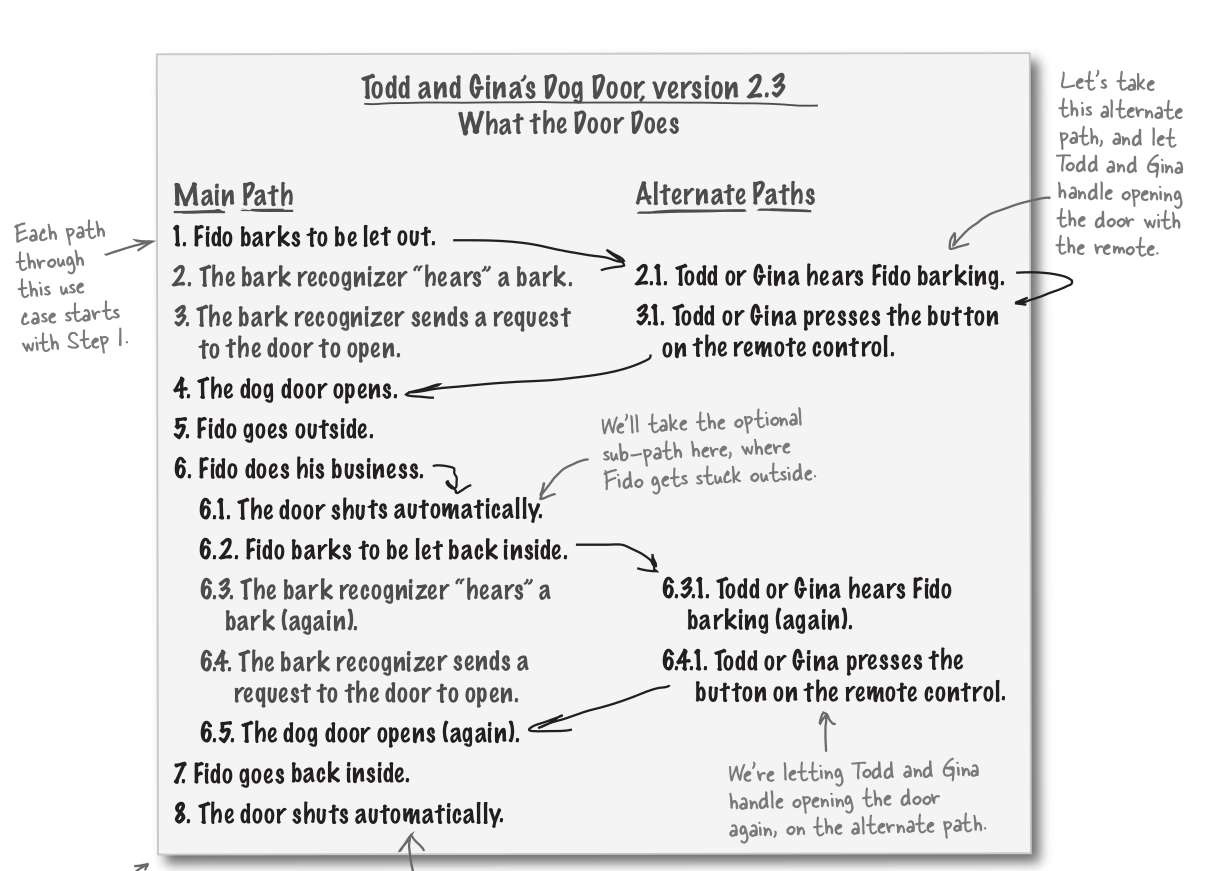 Todd and Gina's Dog Door, version 2.3
What the Door Does
Let's take
this alternate
path, and let
Todd and Gina
handle opening
the door with
the remote.
Each path
through
this use
case starts
with Step 1.
Main Path
1. Fido barks to be let out.
2. The bark recognizer "hears" a bark.
3. The bark recognizer sends a request
to the door to open.
4. The dog door opens.
5. Fido goes outside.
6. Fido does his business.
6.1. The door shuts automatically.
6.2. Fido barks to be let back inside.
6.3. The bark recognizer "hears" a
bark (again).
6.4. The bark recognizer sends a
request to the door to open.
6.5. The dog door opens (again).
7. Fido goes back inside.
8. The door shuts automatically.
Alternate Paths
2.1. Todd or Gina hears Fido barking.
3.1. Todd or Gina presses the button
on the remote control.
We'll take the optional
sub-path here, where
Fido gets stuck outside.
6.3.1. Todd or Gina hears Fido
barking (again).
6.4.1. Todd or Gina presses the
button on the remote control.
We're letting Todd and Gina
handle opening the door
again, on the alternate path.